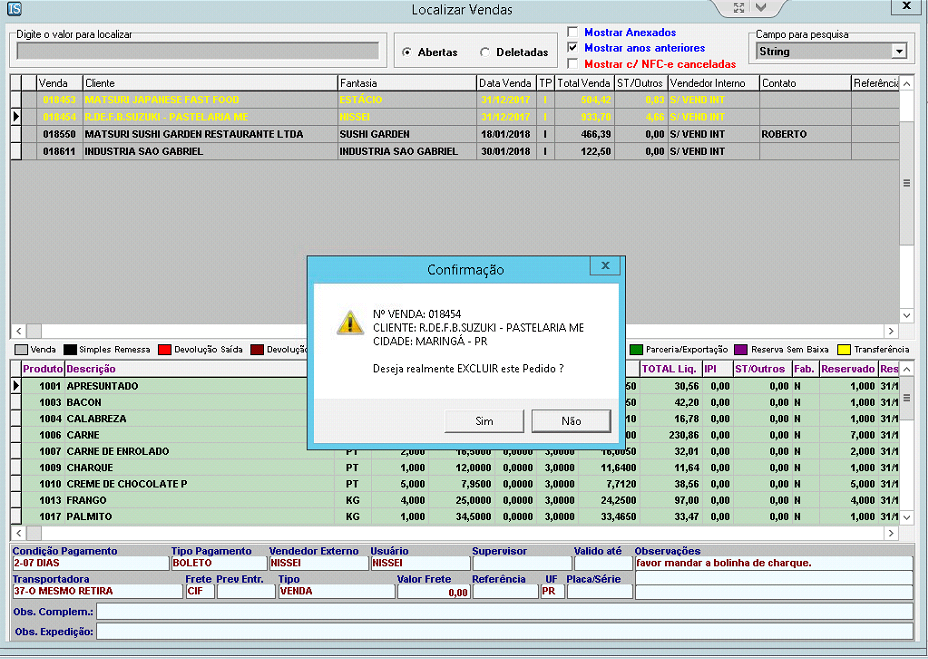 IS
Localizar Vendas
X
Digite o valor para localizar
Abertas
Deletadas
Mostrar Anexados
Mostrar anos anteriores
Mostrar c/ NFC-e canceladas
Campo para pesquisa
String
Venda Cliente Fantasia Data Venda TP Total Venda ST/Outros Vendedor Interno Contato Referência
018453 MATSURI JAPANESE FAST FOOD ESTÁCIO 31/12/2017 I 504,42 0,83 S/ VEND INT
018454 R.DE.F.B.SUZUKI - PASTELARIA ME NISSEI 31/12/2017 I 933,70 4,66 S/ VEND INT
018550 MATSURI SUSHI GARDEN RESTAURANTE LTDA SUSHI GARDEN 18/01/2018 I 466,39 0,00 S/ VEND INT ROBERTO
018611 INDUSTRIA SAO GABRIEL INDUSTRIA SAO GABRIEL 30/01/2018 I 122,50 0,00 S/ VEND INT
Confirmação
X
Nº VENDA: 018454
CLIENTE: R.DE.F.B.SUZUKI - PASTELARIA ME
CIDADE: MARINGÁ - PR
Deseja realmente EXCLUIR este Pedido ?
Sim
Não
Venda Simples Remessa Devolução Saída Devolução Parceria/Exportação Reserva Sem Baixa Transferência
Produto Descrição TOTAL Liq. IPI ST/Outros Fab. Reservado Res
1001 APRESUNTADO 50 30,56 0,00 0,00 N 1,000 31/1
1003 BACON 50 42,20 0,00 0,00 N 1,000 31/1
1004 CALABREZA 10 16,78 0,00 0,00 N 1,000 31/1
1006 CARNE 00 230,86 0,00 0,00 N 7,000 31/1
1007 CARNE DE ENROLADO PT 2,000 16,5000 0,0000 3,0000 16,0050 32,01 0,00 0,00 N 2,000 31/1
1009 CHARQUE PT 1,000 12,0000 0,0000 3,0000 11,6400 11,64 0,00 0,00 N 1,000 31/1
1010 CREME DE CHOCOLATE P PT 5,000 7,9500 0,0000 3,0000 7,7120 38,56 0,00 0,00 N 5,000 31/1
1013 FRANGO KG 4,000 25,0000 0,0000 3,0000 24,2500 97,00 0,00 0,00 N 4,000 31/1
1017 PALMITO KG 1,000 34,5000 0,0000 3,0000 33,4650 33,47 0,00 0,00 N 1,000 31/1
Condição Pagamento Tipo Pagamento Vendedor Externo Usuário Supervisor Valido até Observações
2-07 DIAS BOLETO NISSEI NISSEI favor mandar a bolinha de charque.
Transportadora Frete Prev Entr. Tipo Valor Frete Referência UF Placa/Série
37-O MESMO RETIRA CIF VENDA 0,00 PR
Obs. Complem.:
Obs. Expedição: